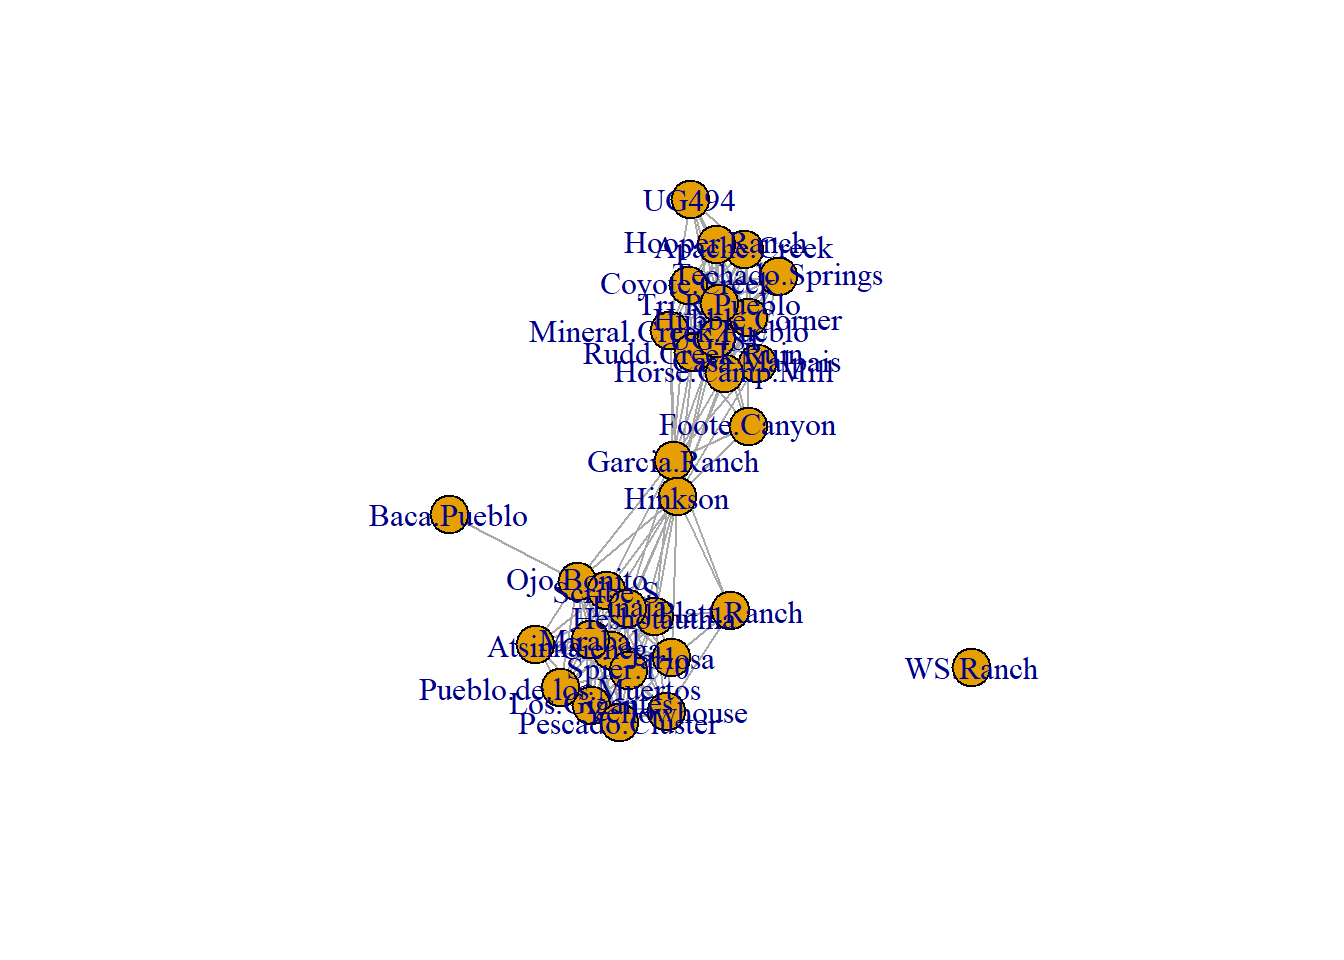 UG494
Hooper.Ranch
Apache.Creek
Techado.Springs
Coyote.Creek
Tri.R.Pueblo
Hubble.Corner
Mineral.Creek.Pueblo
Rudd.Creek.Ruin
Casa.Malpais
Horse.Camp.Mill
Foote.Canyon
Garcia.Ranch
Hinkson
Baca.Pueblo
Ojo.Bonito
Scribe.S
Tinaja
Heshotauthla
Platt.Ranch
Mirabal
Atsinna
Spier.170
WS.Ranch
Pueblo.de.los.Muertos
Los.Gigantes
Yellowhouse
Pescado.Cluster